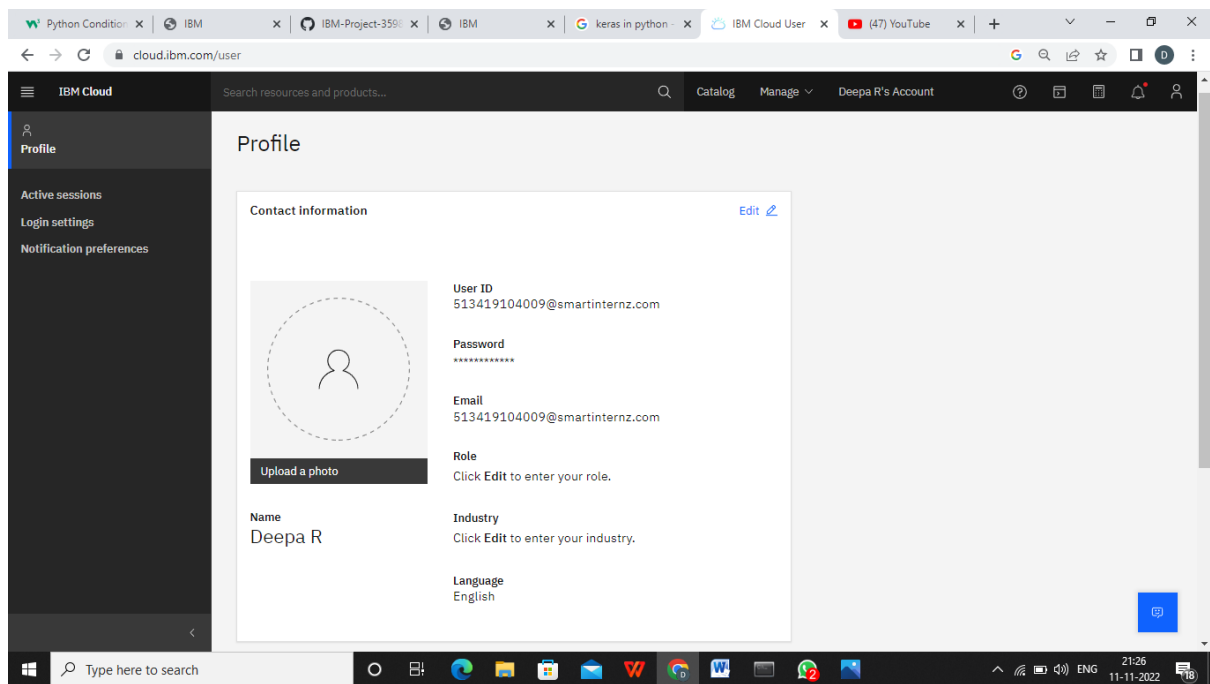 Python Condition
IBM
IBM-Project-3598
IBM
keras in python -
IBM Cloud User
(47) YouTube
cloud.ibm.com/user
D
IBM Cloud
Search resources and products...
Catalog
Manage
Deepa R's Account
Profile
Active sessions
Login settings
Notification preferences
Profile
Contact information
Edit
Upload a photo
Name
Deepa R
User ID
513419104009@smartinternz.com
Password
************
Email
513419104009@smartinternz.com
Role
Click Edit to enter your role.
Industry
Click Edit to enter your industry.
Language
English
Type here to search
2
ENG
21:26
11-11-2022
18